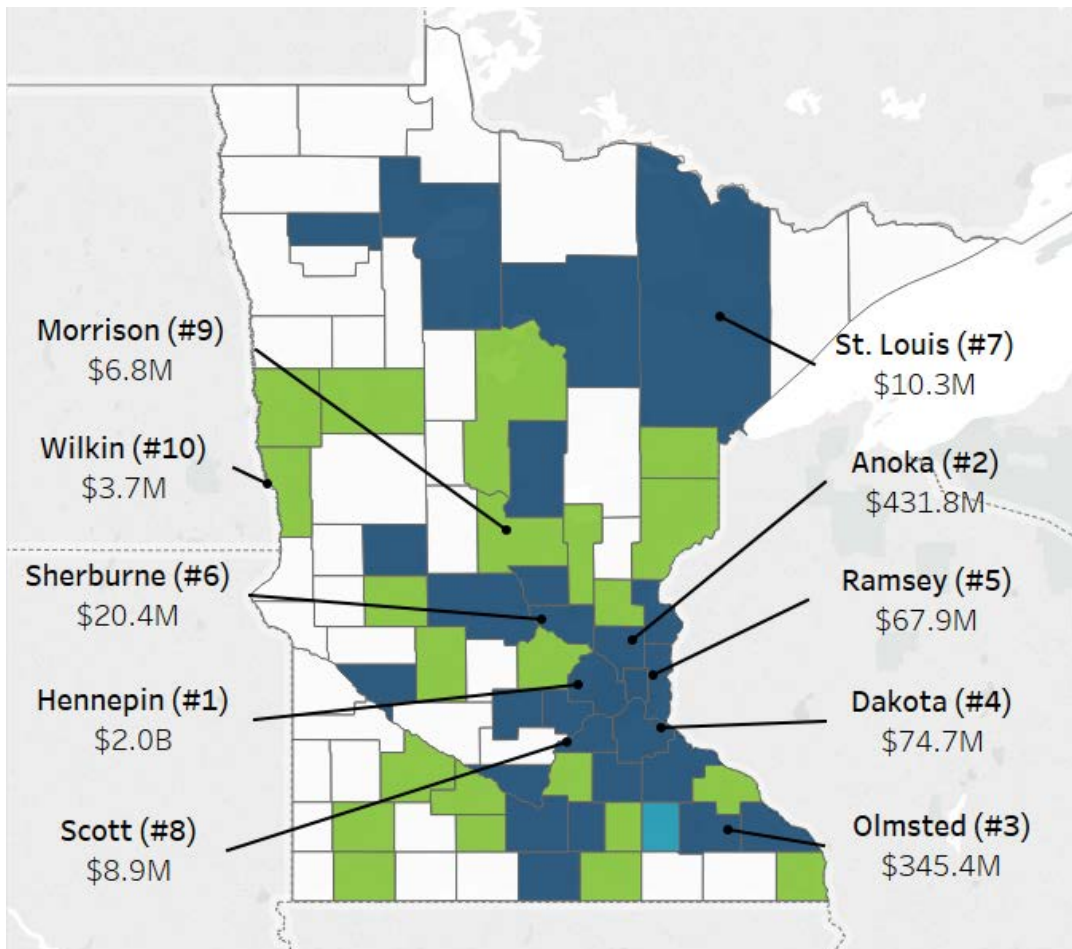 Morrison (#9)
$6.8M
Wilkin (#10)
$3.7M
Sherburne (#6)
$20.4M
Hennepin (#1)
$2.0B
Scott (#8)
$8.9M
St. Louis (#7)
$10.3M
Anoka (#2)
$431.8M
Ramsey (#5)
$67.9M
Dakota (#4)
$74.7M
Olmsted (#3)
$345.4M